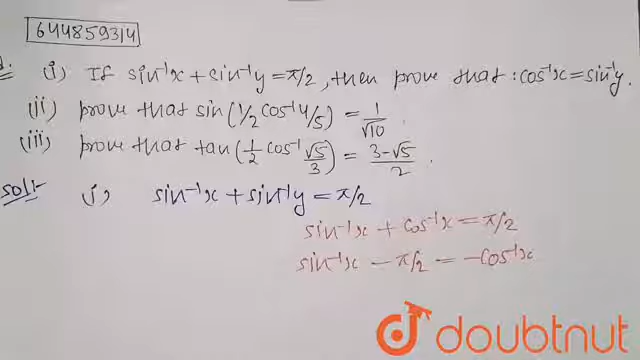 644859314
Q. (i) If sin⁻¹x + sin⁻¹y = π/2, then prove that : cos⁻¹x = sin⁻¹y.
(ii) prove that sin(1/2 cos⁻¹ 4/5) = 1/√10.
(iii) prove that tan(1/2 cos⁻¹ √5/3) = 3-√5/2.
Sol:- (i) sin⁻¹x + sin⁻¹y = π/2
sin⁻¹x + cos⁻¹x = π/2
sin⁻¹x - π/2 = -cos⁻¹x
doubtnut